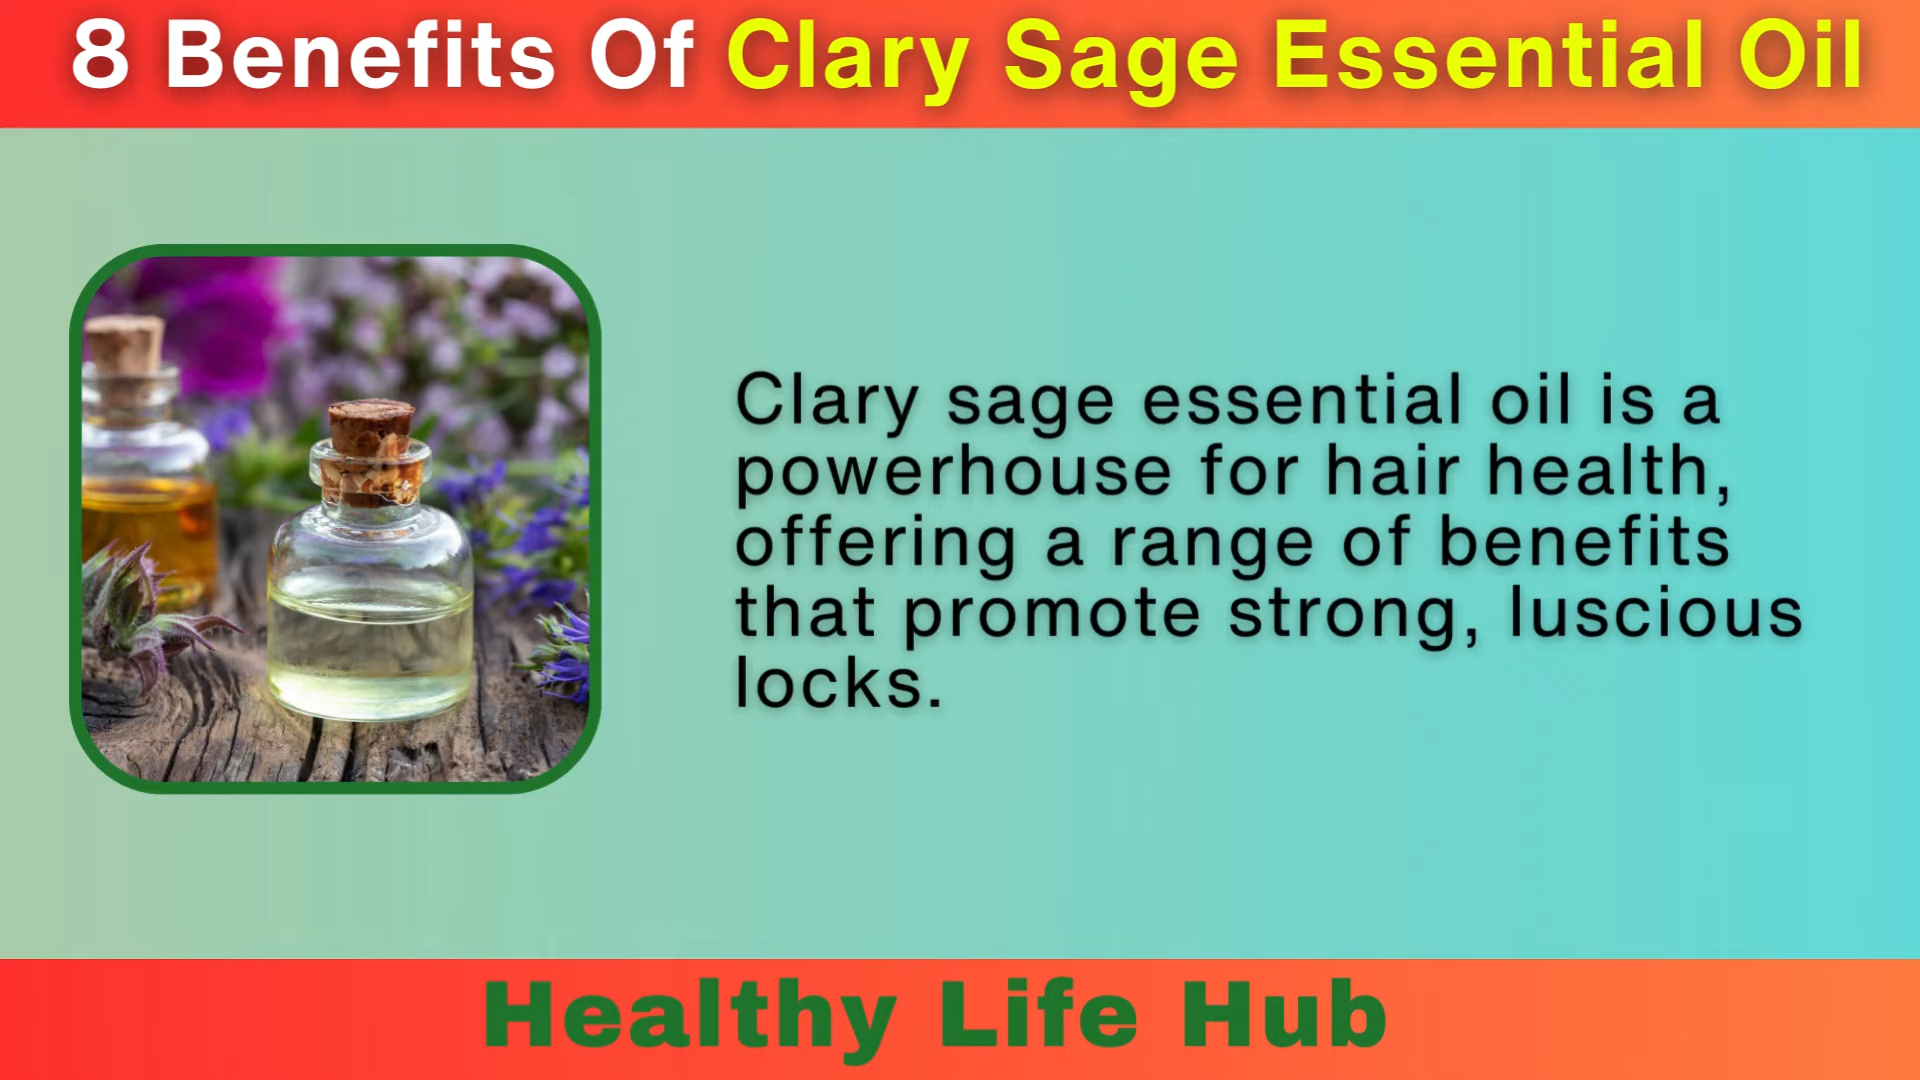 8 Benefits Of Clary Sage Essential Oil
Clary sage essential oil is a
powerhouse for hair health,
offering a range of benefits
that promote strong, luscious
locks.
Healthy Life Hub